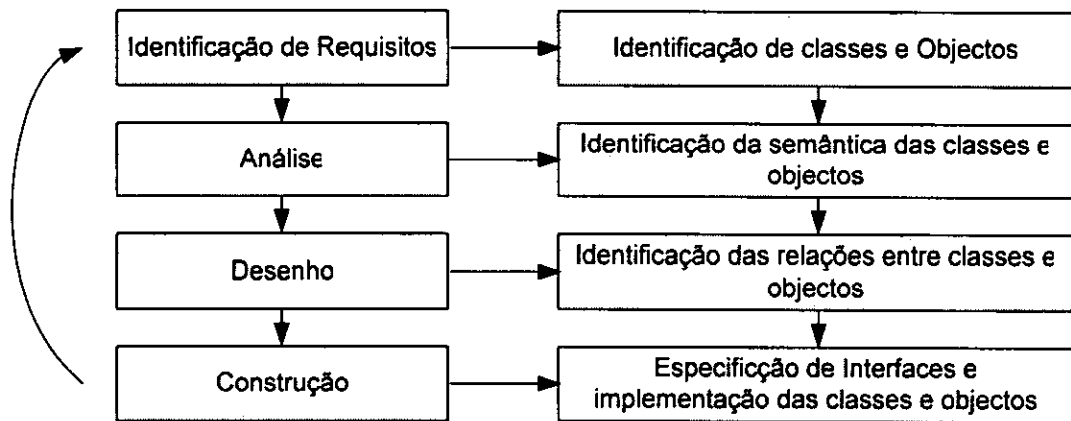 Identificação de Requisitos
Identificação de classes e Objectos
Análise
Identificação da semântica das classes e
objectos
Desenho
Identificação das relações entre classes e
objectos
Construção
Especificção de Interfaces e
implementação das classes e objectos